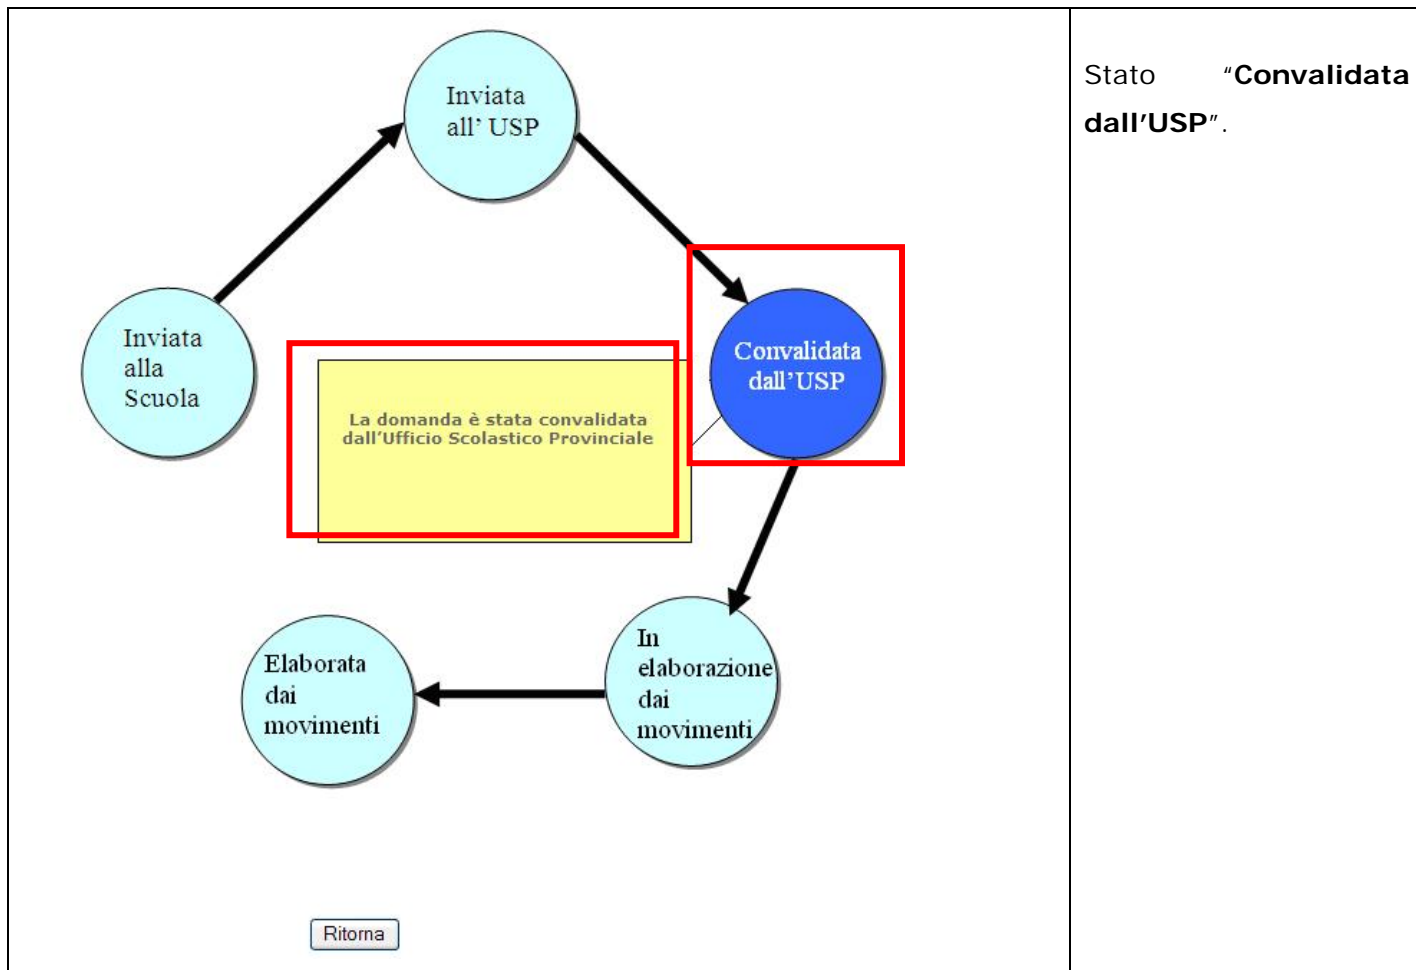 Inviata
all' USP
Inviata
alla
Scuola
Convalidata
dall'USP
La domanda è stata convalidata
dall'Ufficio Scolastico Provinciale
In
elaborazione
dai
movimenti
Elaborata
dai
movimenti
Ritorna
Stato "Convalidata
dall'USP".